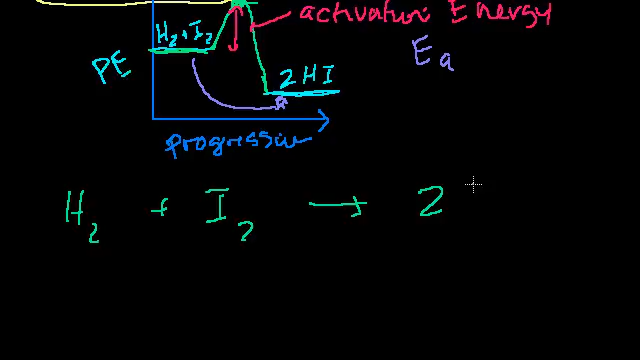 activation Energy
H2 + I2
Ea
PE
2HI
Progression
H2 + I2 → 2